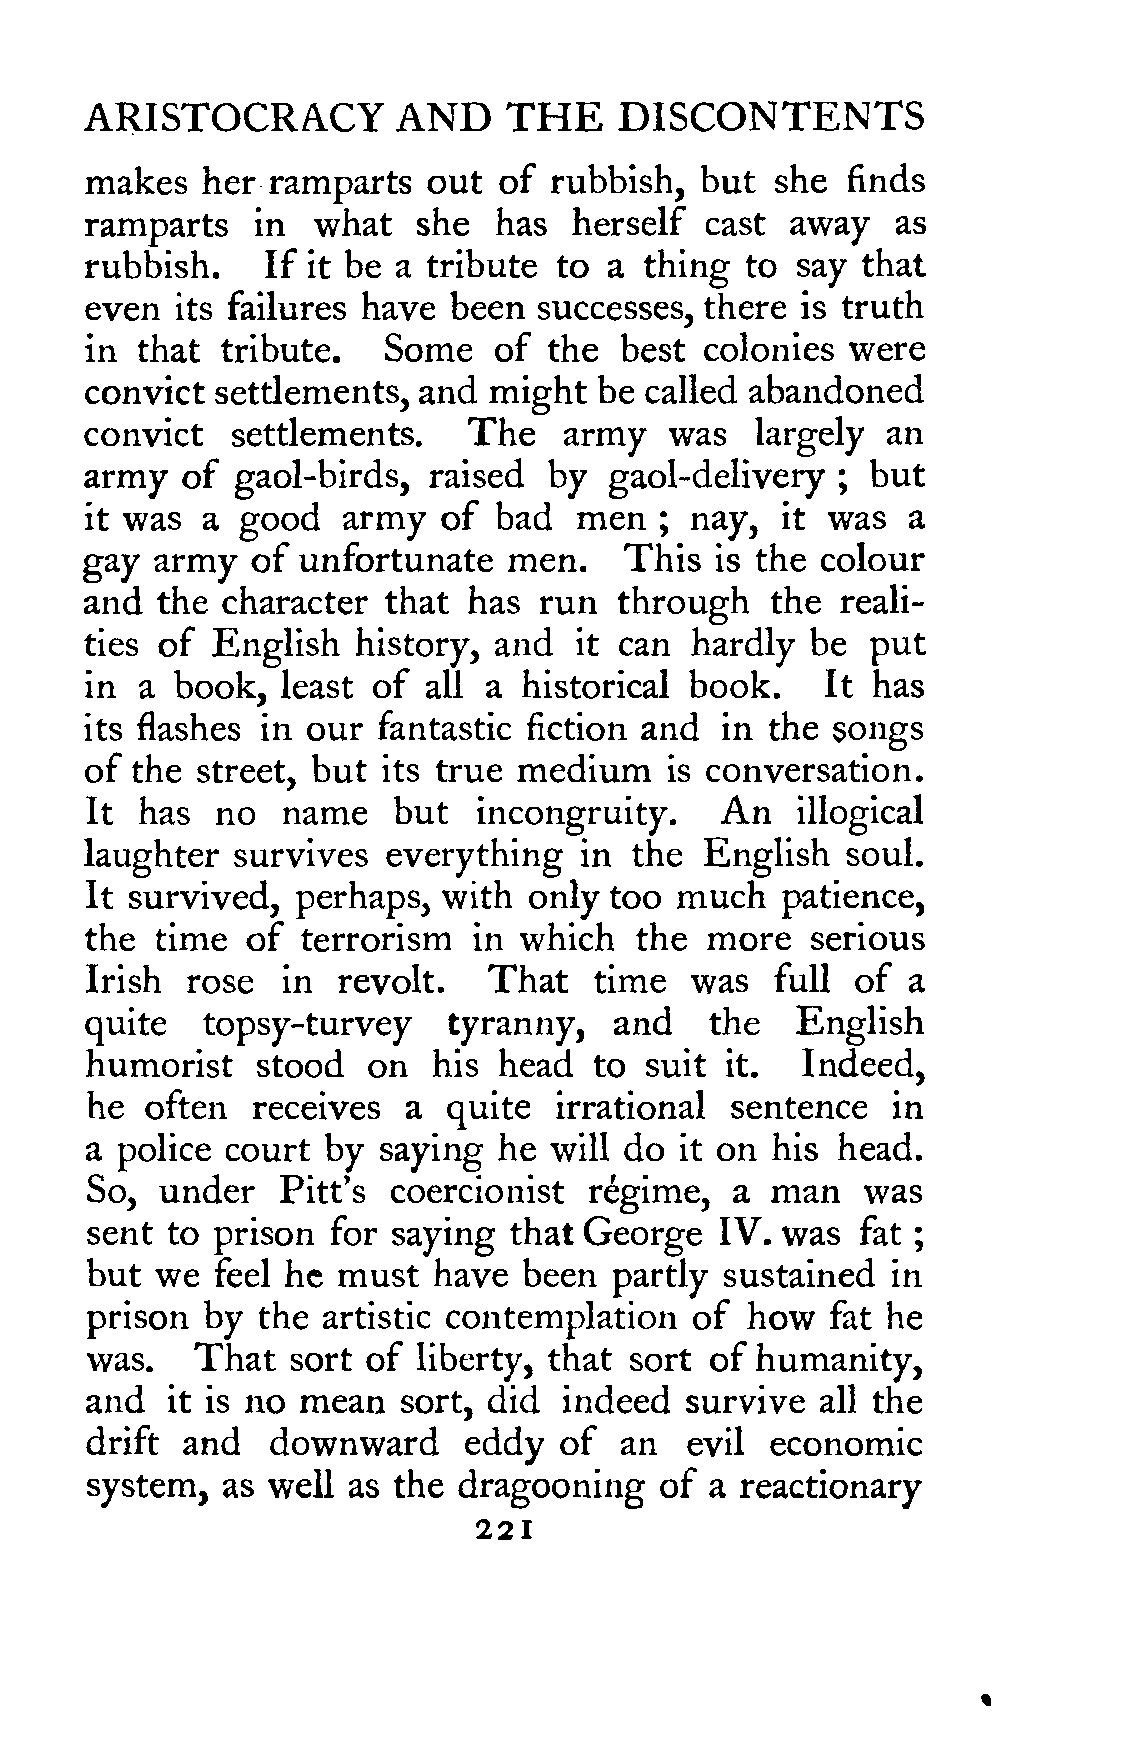 ARISTOCRACY AND THE DISCONTENTS
makes her ramparts out of rubbish, but she finds
ramparts in what she has herself cast away as
rubbish. If it be a tribute to a thing to say that
even its failures have been successes, there is truth
in that tribute. Some of the best colonies were
convict settlements, and might be called abandoned
convict settlements. The army was largely an
army of gaol-birds, raised by gaol-delivery ; but
it was a good army of bad men ; nay, it was a
gay army of unfortunate men. This is the colour
and the character that has run through the reali-
ties of English history, and it can hardly be put
in a book, least of all a historical book. It has
its flashes in our fantastic fiction and in the songs
of the street, but its true medium is conversation.
It has no name but incongruity. An illogical
laughter survives everything in the English soul.
It survived, perhaps, with only too much patience,
the time of terrorism in which the more serious
Irish rose in revolt. That time was full of a
quite topsy-turvey tyranny, and the English
humorist stood on his head to suit it. Indeed,
he often receives a quite irrational sentence in
a police court by saying he will do it on his head.
So, under Pitt's coercionist régime, a man was
sent to prison for saying that George IV. was fat ;
but we feel he must have been partly sustained in
prison by the artistic contemplation of how fat he
was. That sort of liberty, that sort of humanity,
and it is no mean sort, did indeed survive all the
drift and downward eddy of an evil economic
system, as well as the dragooning of a reactionary
221